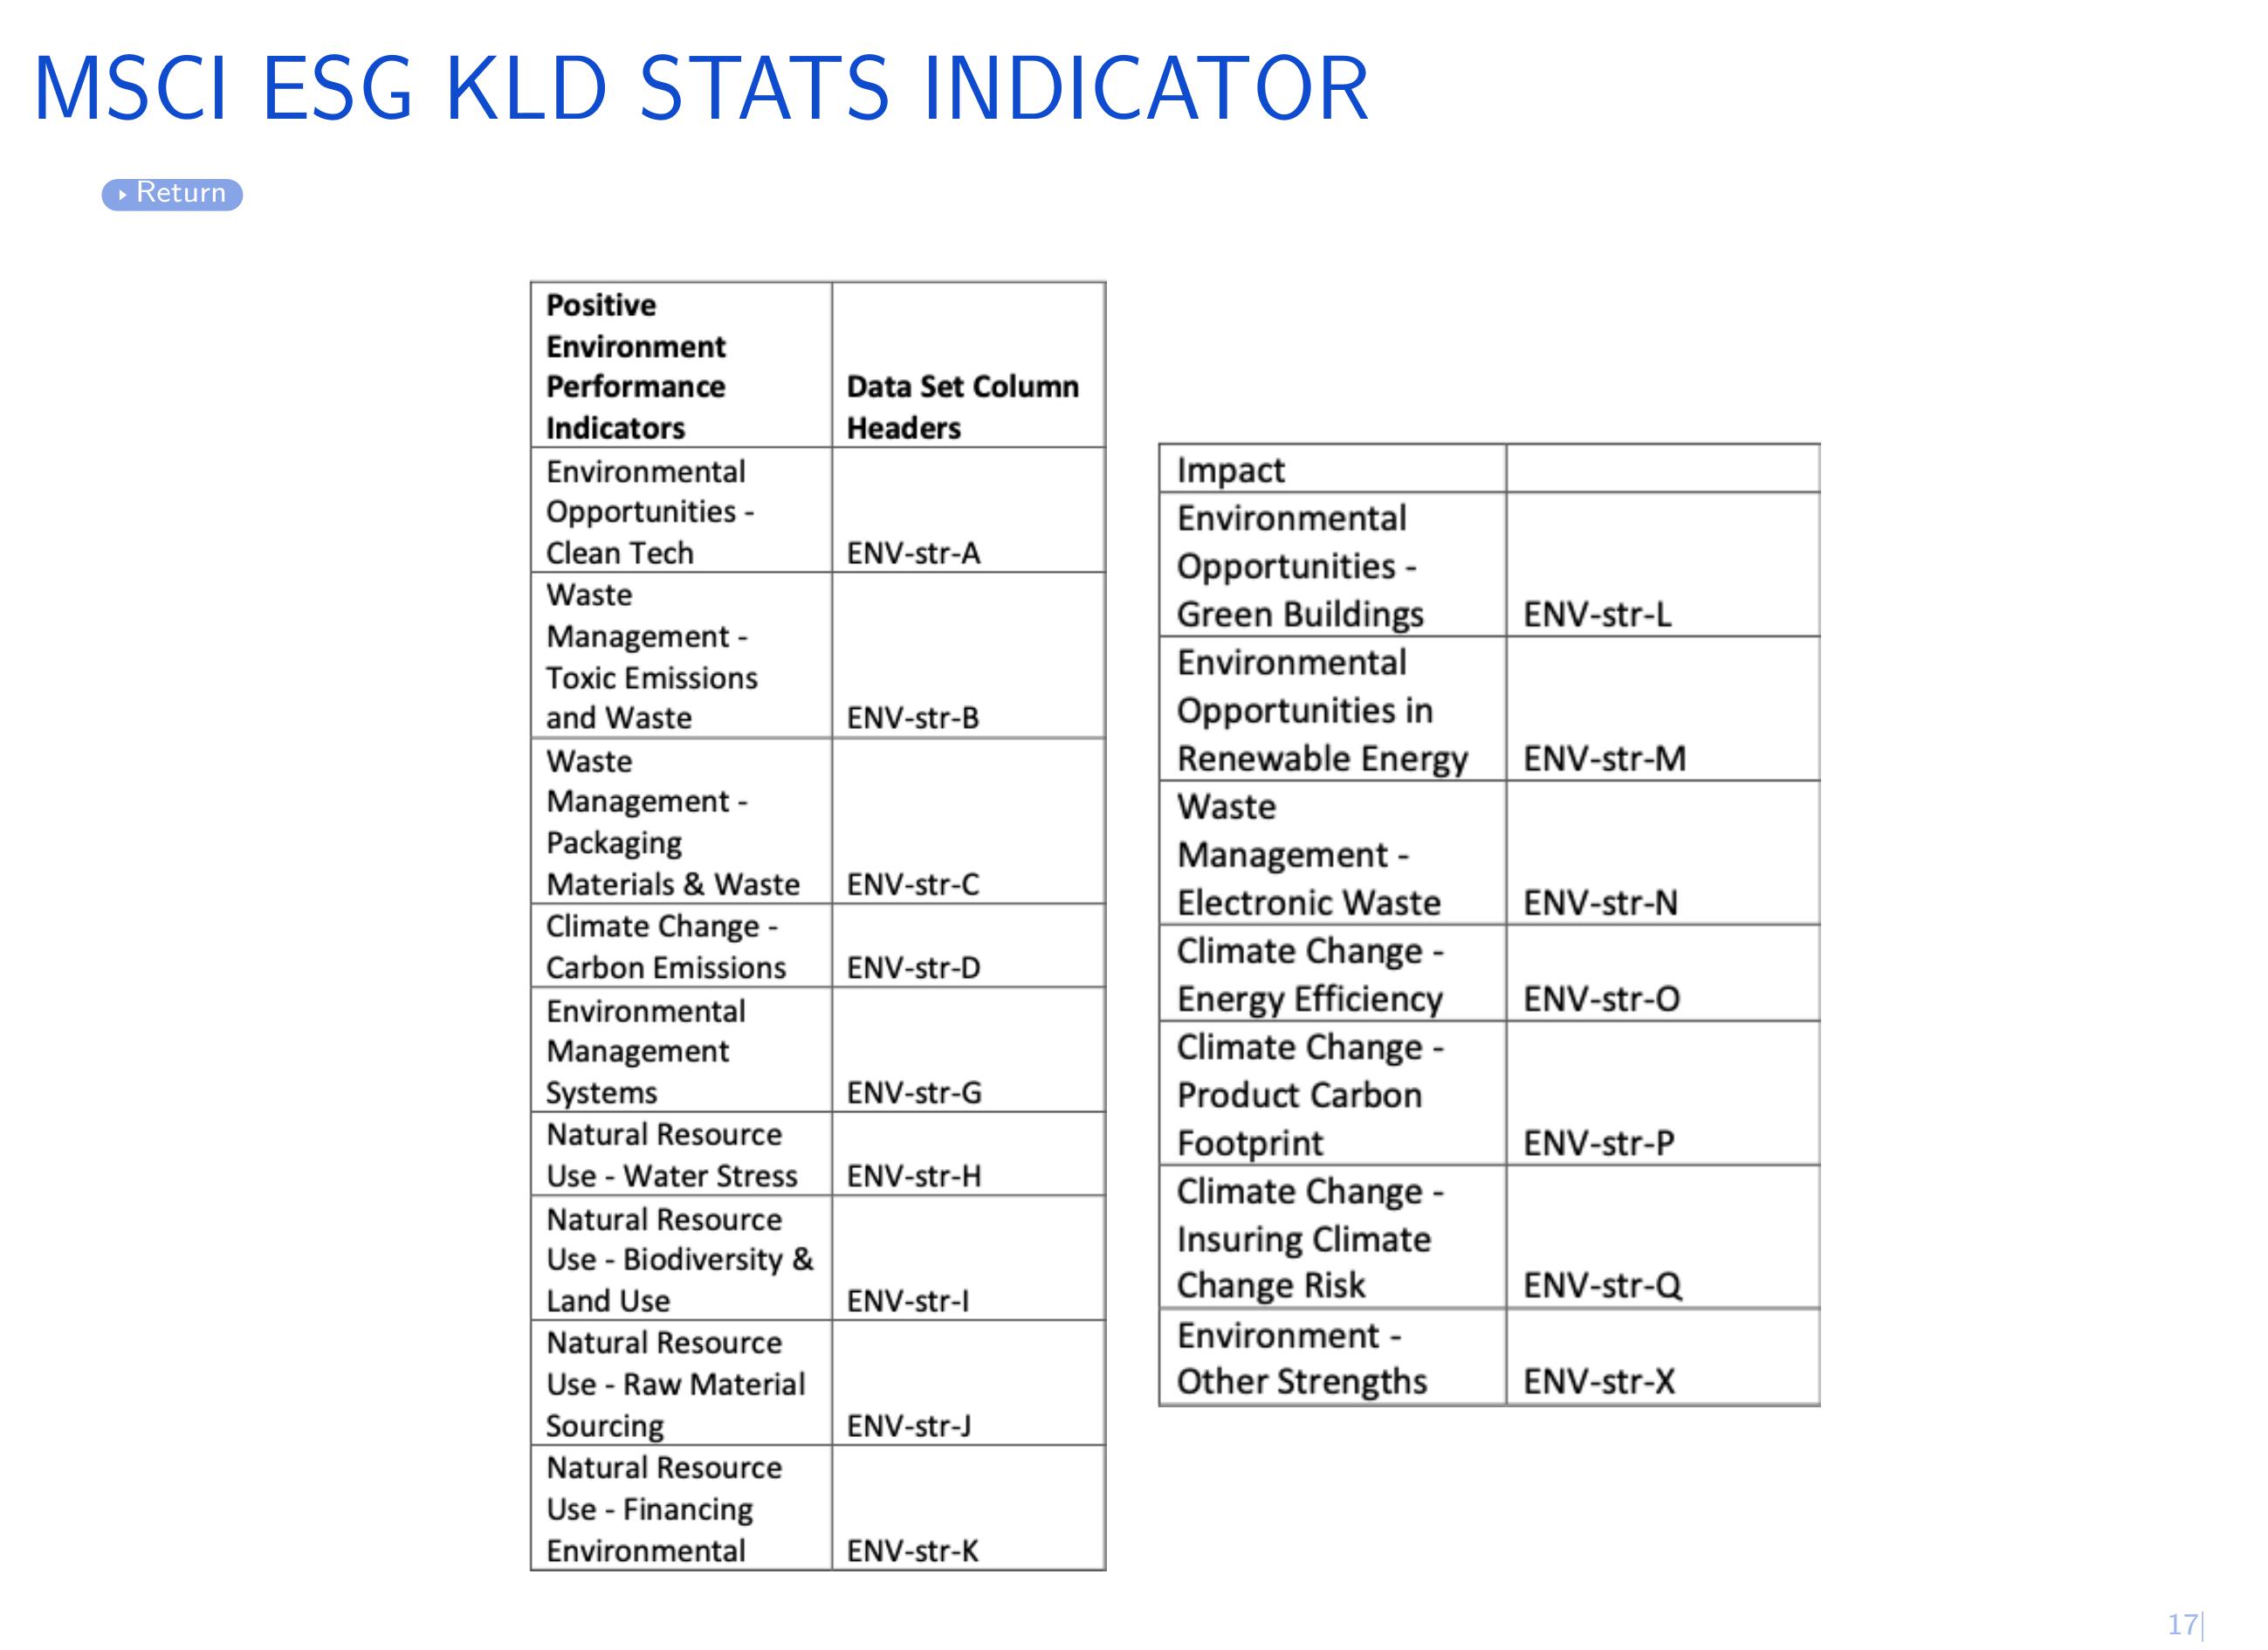 MSCI ESG KLD STATS INDICATOR
Return
Positive
Environment
Performance
Indicators
Data Set Column
Headers
Environmental
Opportunities -
Clean Tech
ENV-str-A
Waste
Management -
Toxic Emissions
and Waste
ENV-str-B
Waste
Management -
Packaging
Materials & Waste
ENV-str-C
Climate Change -
Carbon Emissions
ENV-str-D
Environmental
Management
Systems
ENV-str-G
Natural Resource
Use - Water Stress
ENV-str-H
Natural Resource
Use - Biodiversity &
Land Use
ENV-str-I
Natural Resource
Use - Raw Material
Sourcing
ENV-str-J
Natural Resource
Use - Financing
Environmental
ENV-str-K
Impact
Environmental
Opportunities -
Green Buildings
ENV-str-L
Environmental
Opportunities in
Renewable Energy
ENV-str-M
Waste
Management -
Electronic Waste
ENV-str-N
Climate Change -
Energy Efficiency
ENV-str-O
Climate Change -
Product Carbon
Footprint
ENV-str-P
Climate Change -
Insuring Climate
Change Risk
ENV-str-Q
Environment -
Other Strengths
ENV-str-X
17|